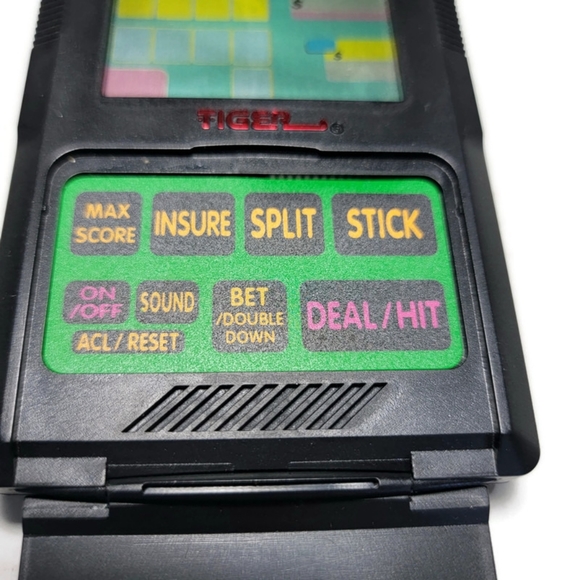 $
$
TIGER
MAX
SCORE
INSURE
SPLIT
STICK
ON
/OFF
SOUND
BET
/DOUBLE
DOWN
DEAL/HIT
ACL/RESET